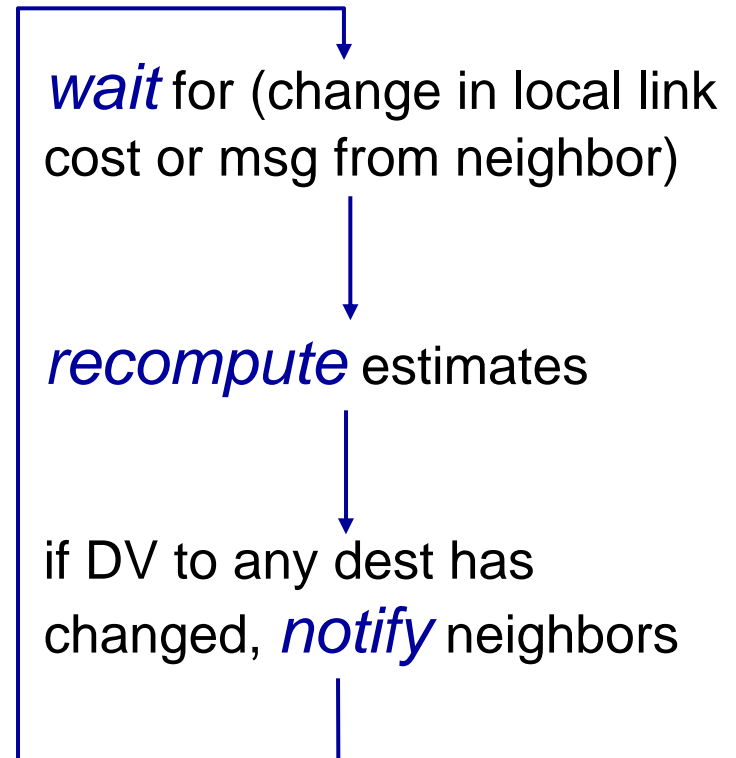 wait for (change in local link
cost or msg from neighbor)
recompute estimates
if DV to any dest has
changed, notify neighbors